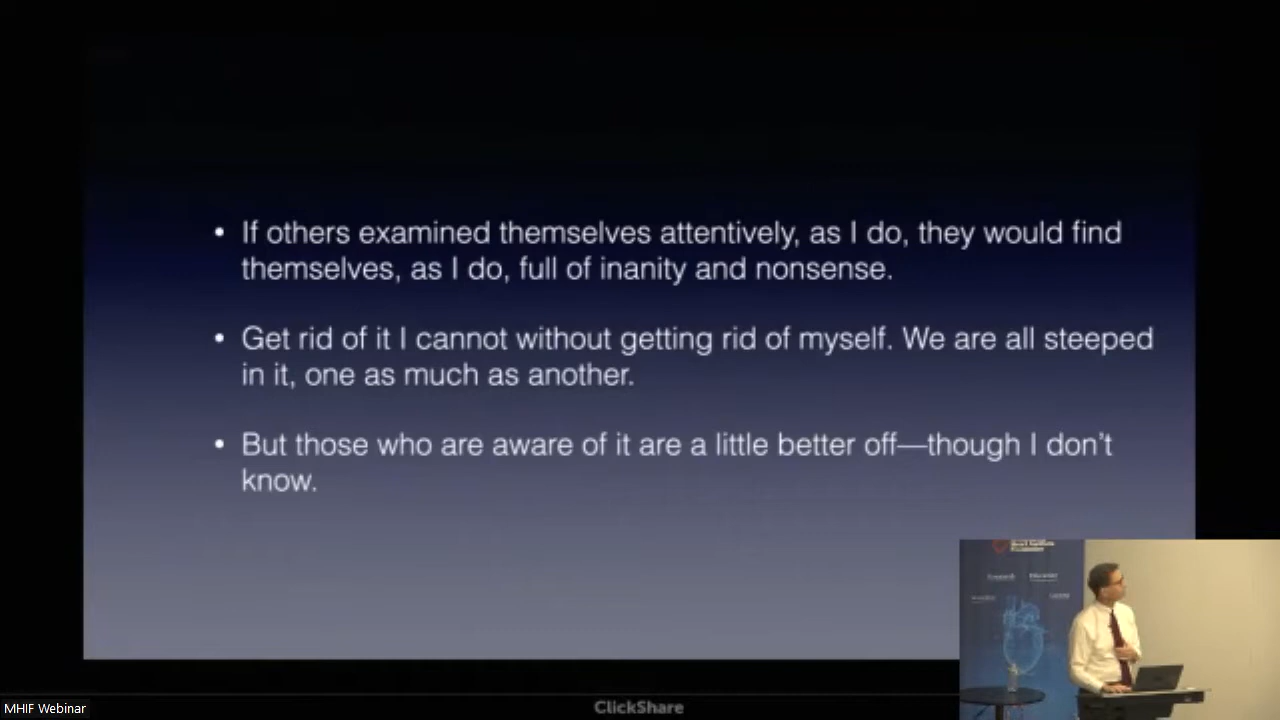 • If others examined themselves attentively, as I do, they would find
themselves, as I do, full of inanity and nonsense.
• Get rid of it I cannot without getting rid of myself. We are all steeped
in it, one as much as another.
• But those who are aware of it are a little better off—though I don't
know.
MHIF Webinar
ClickShare